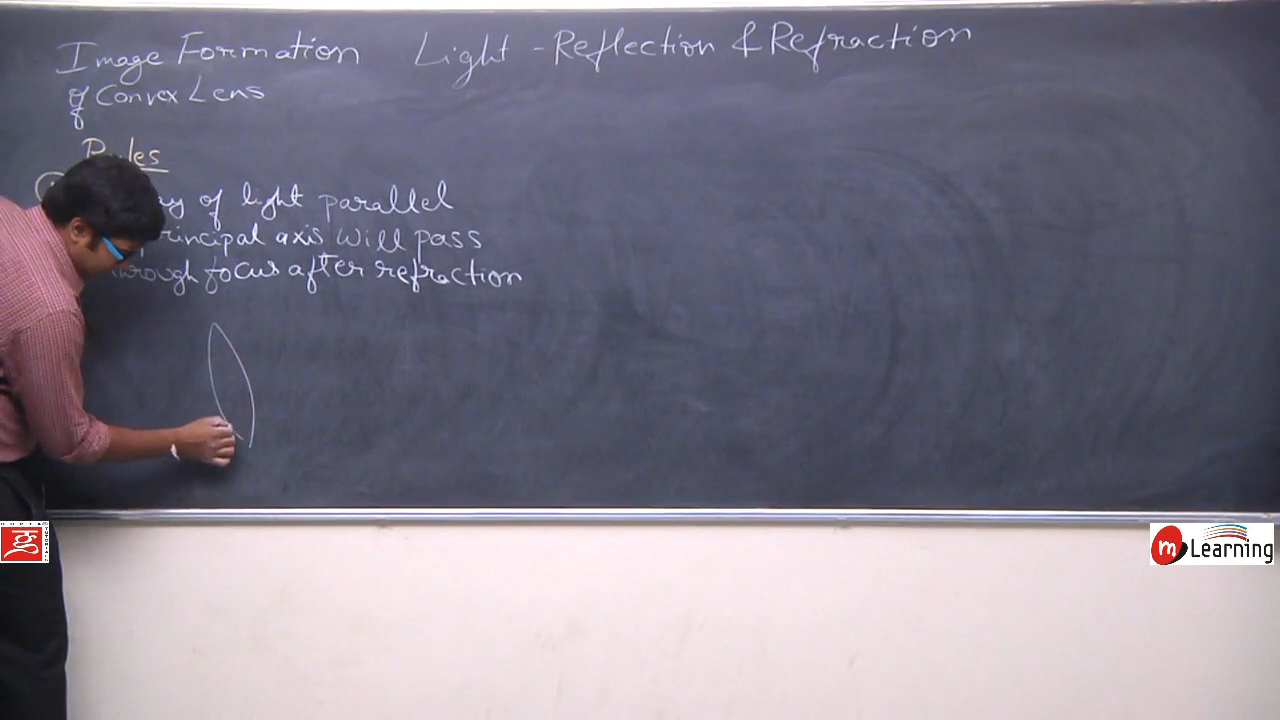 Image Formation Light - Reflection & Refraction
of Convex Lens
Rules
of light parallel
principal axis will pass
through focus after refraction
m Learning